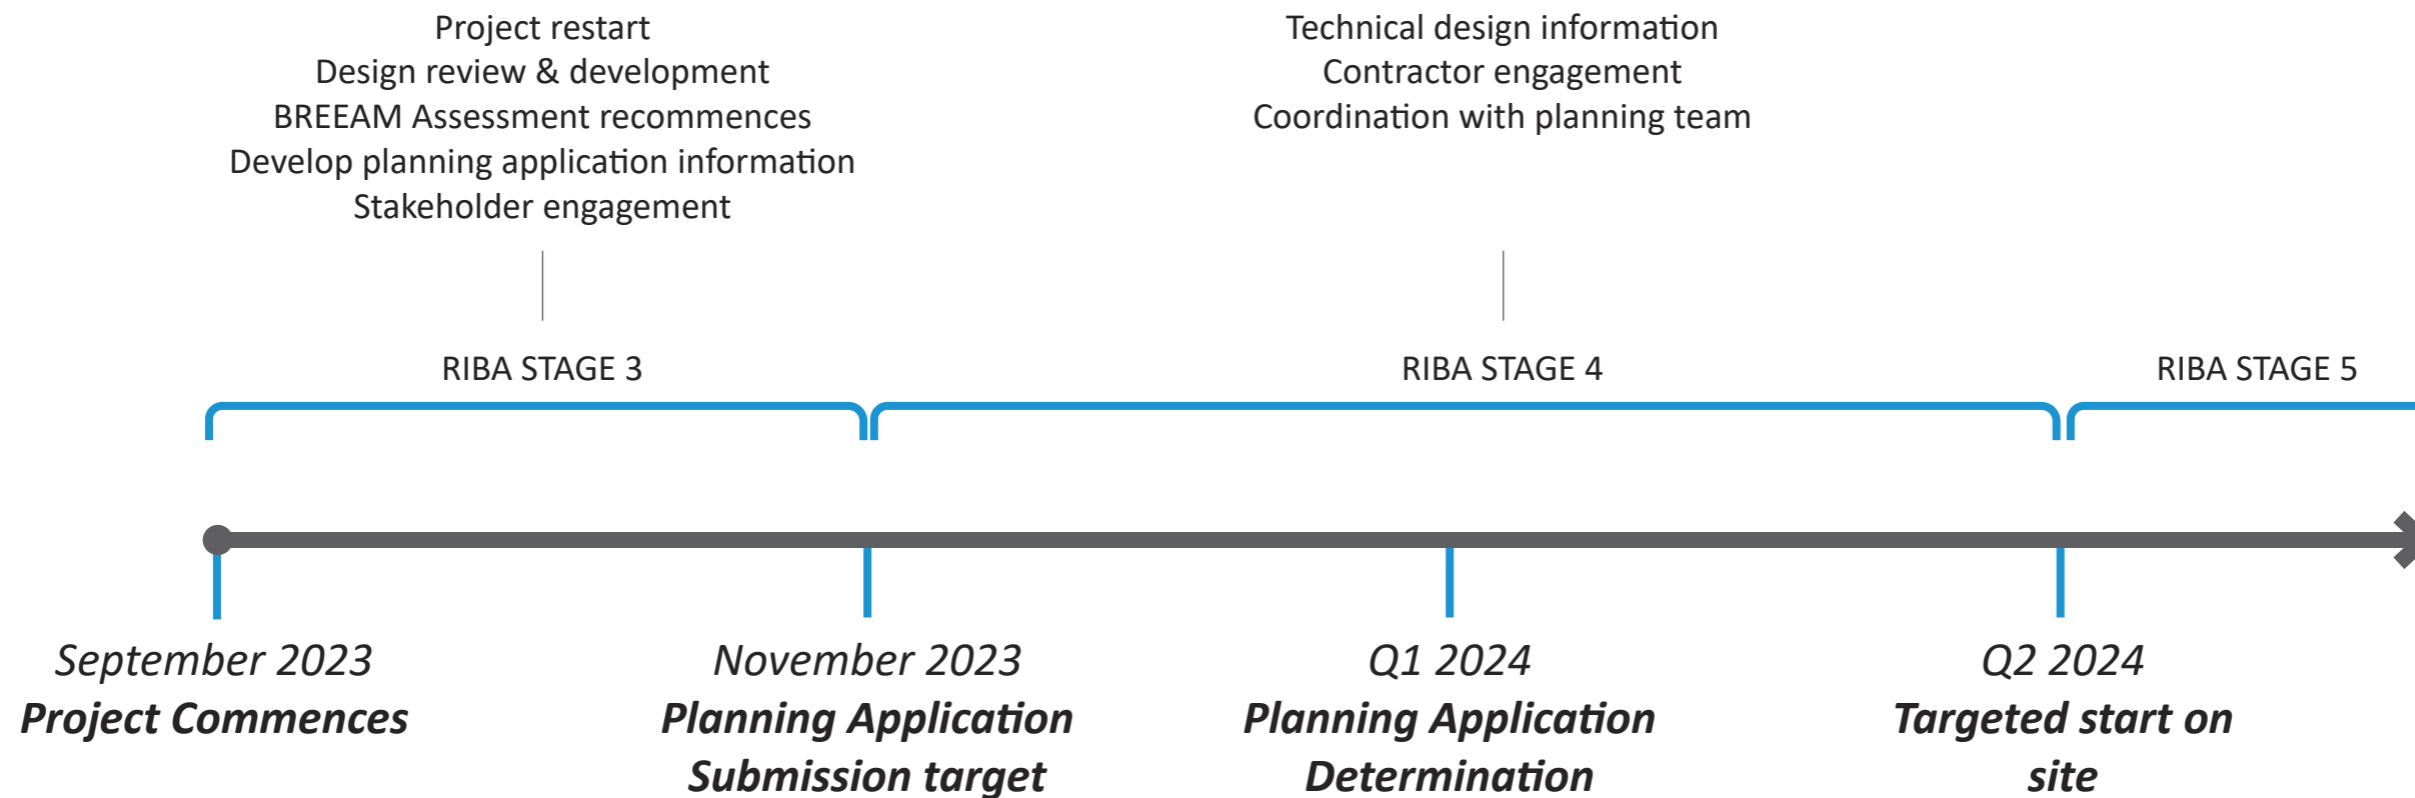 Project restart
Design review & development
BREEAM Assessment recommences
Develop planning application information
Stakeholder engagement
Technical design information
Contractor engagement
Coordination with planning team
RIBA STAGE 3
RIBA STAGE 4
RIBA STAGE 5
September 2023
Project Commences
November 2023
Planning Application
Submission target
Q1 2024
Planning Application
Determination
Q2 2024
Targeted start on
site